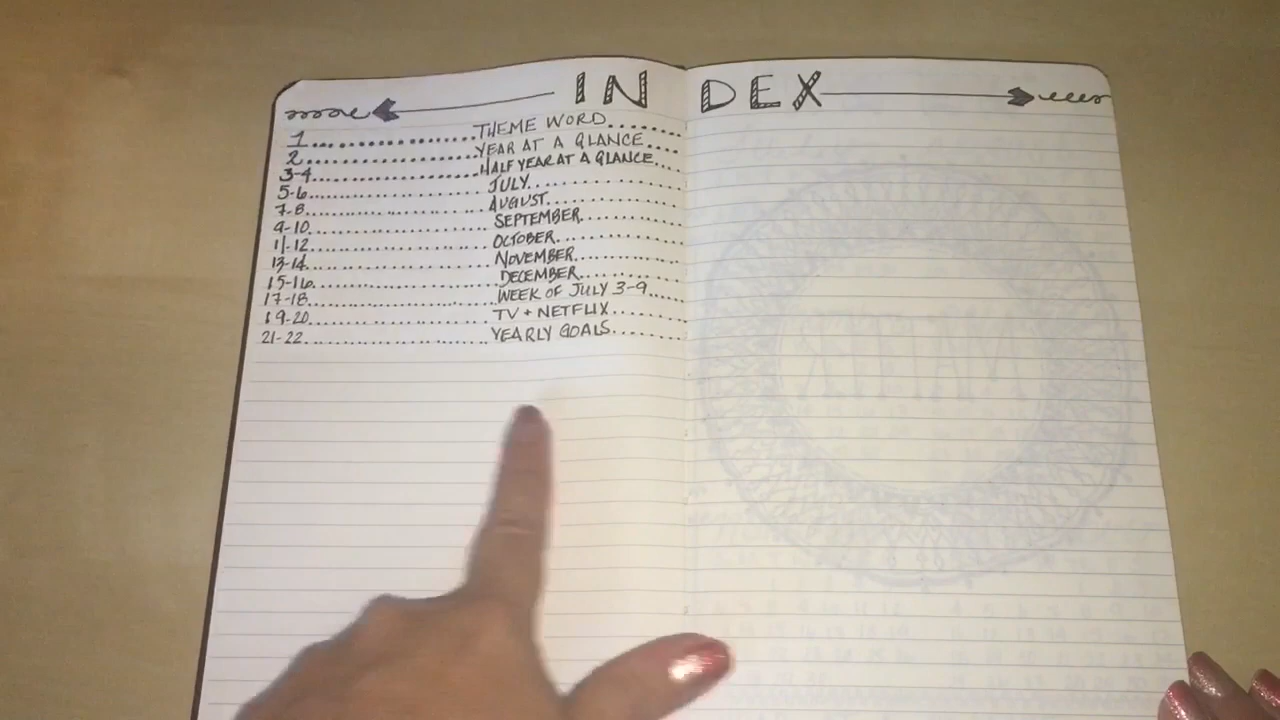 INDEX
1 THEME WORD
2 YEAR AT A GLANCE
3-4 HALF YEAR AT A GLANCE
5-6 JULY
7-8 AUGUST
9-10 SEPTEMBER
11-12 OCTOBER
13-14 NOVEMBER
15-16 DECEMBER
17-18 WEEK OF JULY 3-9
19-20 TV + NETFLIX
21-22 YEARLY GOALS